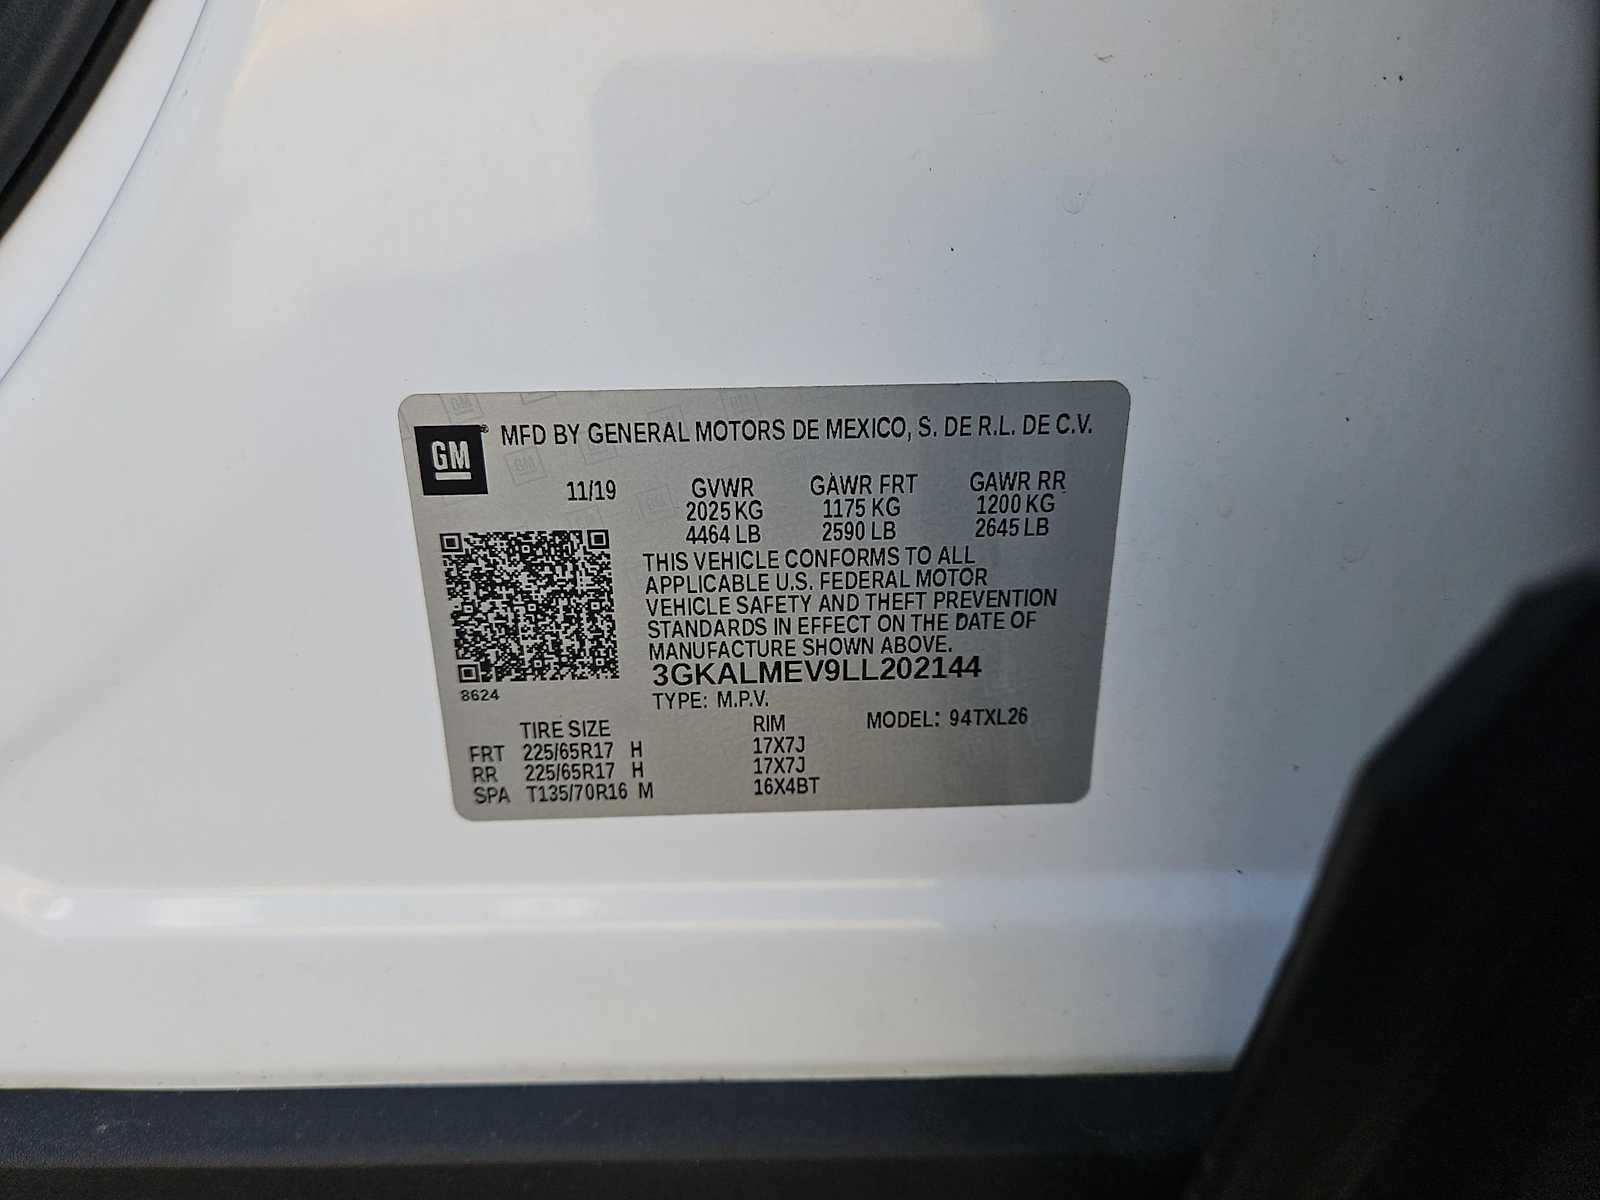 GM
MFD BY GENERAL MOTORS DE MEXICO, S. DE R.L. DE C.V.
11/19
GVWR GAWR FRT GAWR RR
2025 KG 1175 KG 1200 KG
4464 LB 2590 LB 2645 LB
THIS VEHICLE CONFORMS TO ALL
APPLICABLE U.S. FEDERAL MOTOR
VEHICLE SAFETY AND THEFT PREVENTION
STANDARDS IN EFFECT ON THE DATE OF
MANUFACTURE SHOWN ABOVE.
3GKALMEV9LL202144
8624
TYPE: M.P.V.
TIRE SIZE RIM MODEL: 94TXL26
FRT 225/65R17 H 17X7J
RR 225/65R17 H 17X7J
SPA T135/70R16 M 16X4BT